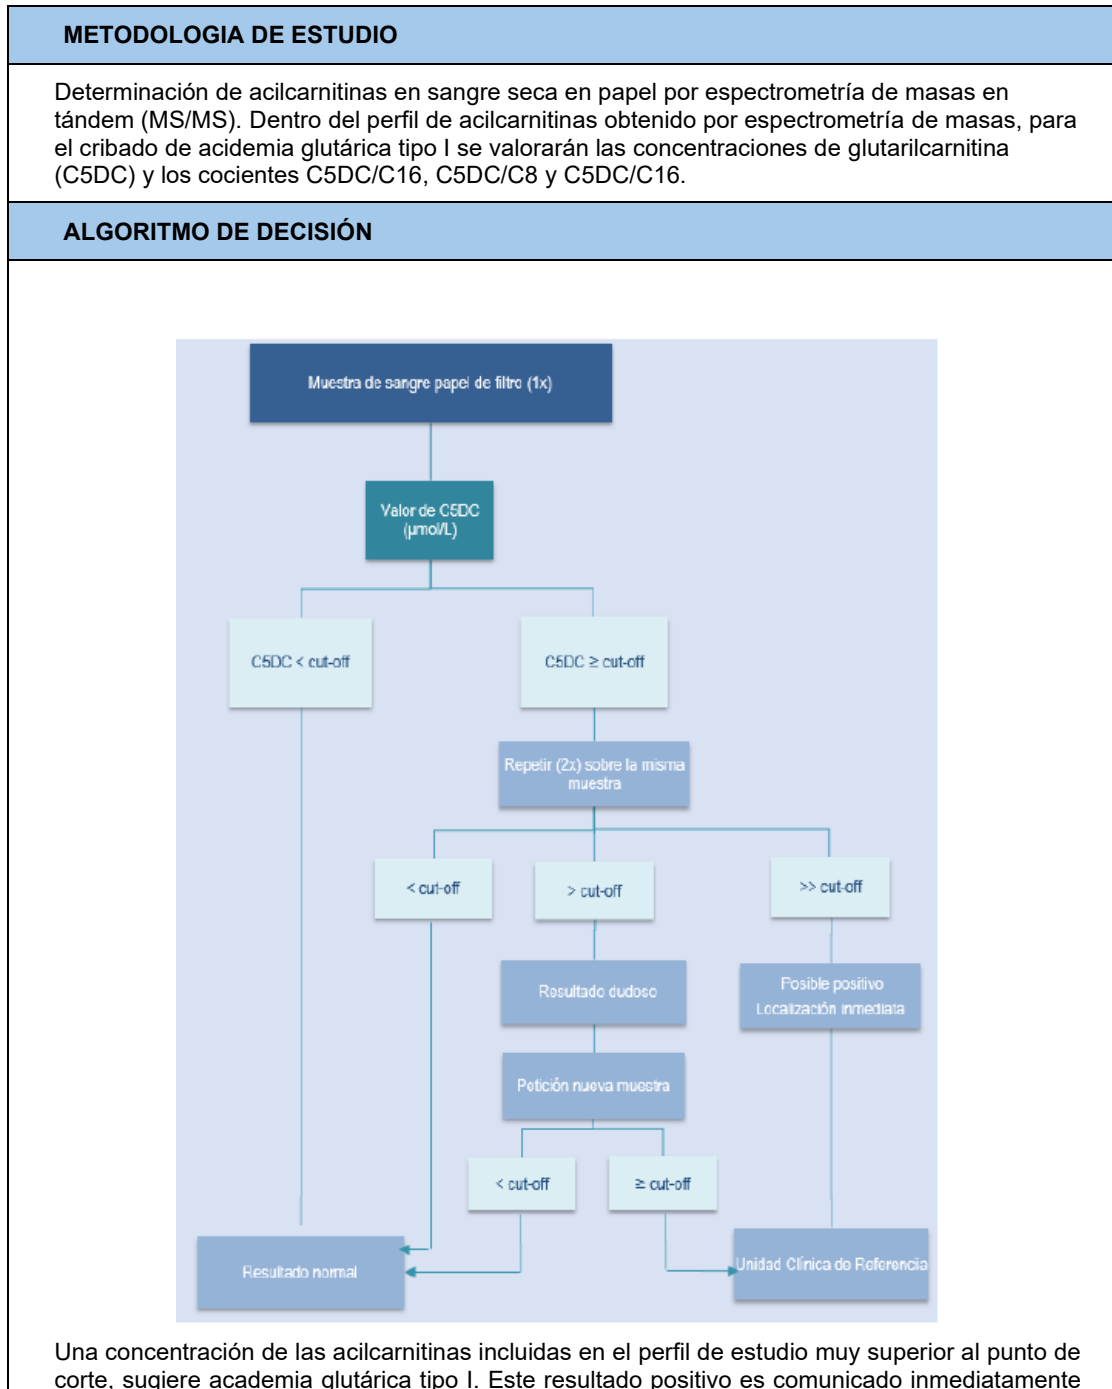 METODOLOGIA DE ESTUDIO
Determinación de acilcarnitinas en sangre seca en papel por espectrometría de masas en
tándem (MS/MS). Dentro del perfil de acilcarnitinas obtenido por espectrometría de masas, para
el cribado de acidemia glutárica tipo I se valorarán las concentraciones de glutarilcarnitina
(C5DC) y los cocientes C5DC/C16, C5DC/C8 y C5DC/C16.
ALGORITMO DE DECISIÓN
Muestra de sangre papel de filtro (1x)
Valor de C5DC
(µmol/L)
C5DC < cut-off
C5DC ≥ cut-off
Repetir (2x) sobre la misma
muestra
< cut-off
> cut-off
>> cut-off
Resultado dudoso
Posible positivo
Localización inmediata
Petición nueva muestra
< cut-off
≥ cut-off
Resultado normal
Unidad Clínica de Referencia
Una concentración de las acilcarnitinas incluidas en el perfil de estudio muy superior al punto de
corte, sugiere academia glutárica tipo I. Este resultado positivo es comunicado inmediatamente